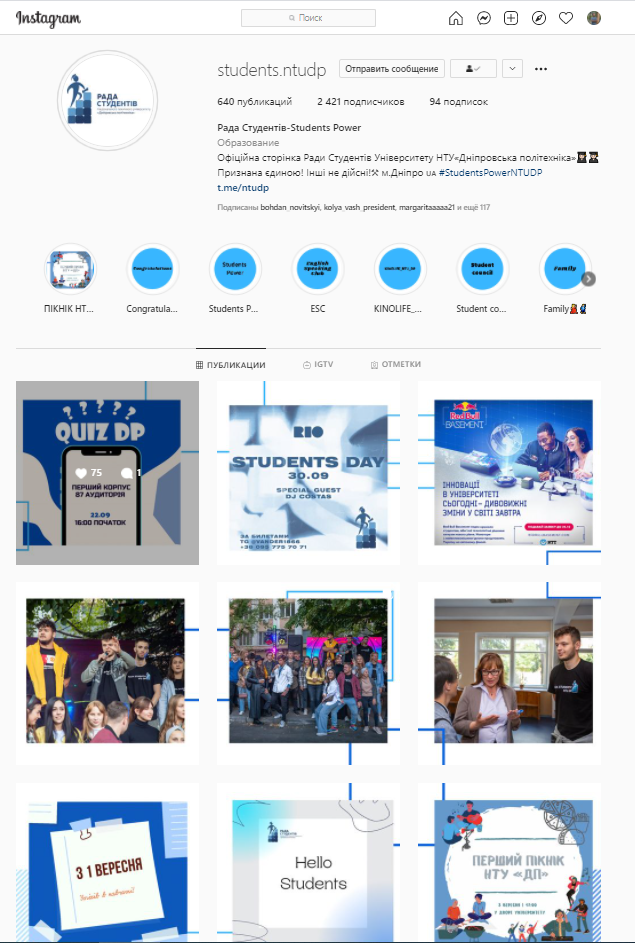 Instagram
Поиск
students.ntudp
Отправить сообщение
640 публикаций 2 421 подписчиков 94 подписок
Рада Студентів-Students Power
Образование
Офіційна сторінка Ради Студентів Університету НТУ«Дніпровська політехніка»
Признана єдиною! Інші не дійсні!⚒ м.Дніпро UA #StudentsPowerNTUDP
t.me/ntudp
Подписаны bohdan_novitskyi, kolya_vash_president, margaritaaaaa21 и ещё 117
РАДА
СТУДЕНТІВ
Congratulations
Students
Power
English
speaking
club
Student
council
Family
ПІКНІК НТ...
Congratula...
Students P...
ESC
KINOLIFE_...
Student co...
Family
ПУБЛИКАЦИИ
IGTV
ОТМЕТКИ
? ? ? ? ?
QUIZ DP
75 1
ПЕРШИЙ КОРПУС
87 АУДИТОРІЯ
22.09
16:00 ПОЧАТОК
RIO
STUDENTS DAY
30.09
SPECIAL GUEST
DJ COSTAS
ЗА БИЛЕТАМИ
Red Bull
BASEMENT
ІННОВАЦІЇ
В УНІВЕРСИТЕТІ
СЬОГОДНІ– ДИВОВИЖНІ
ЗМІНИ У СВІТІ ЗАВТРА
NTT
З 1 ВЕРЕСНЯ
Успіхів в навчанні!
РАДА
СТУДЕНТІВ
Hello
Students
ПЕРШИЙ ПІКНІК
НТУ «ДП»
У ДВОРІ УНІВЕРСИТЕТУ